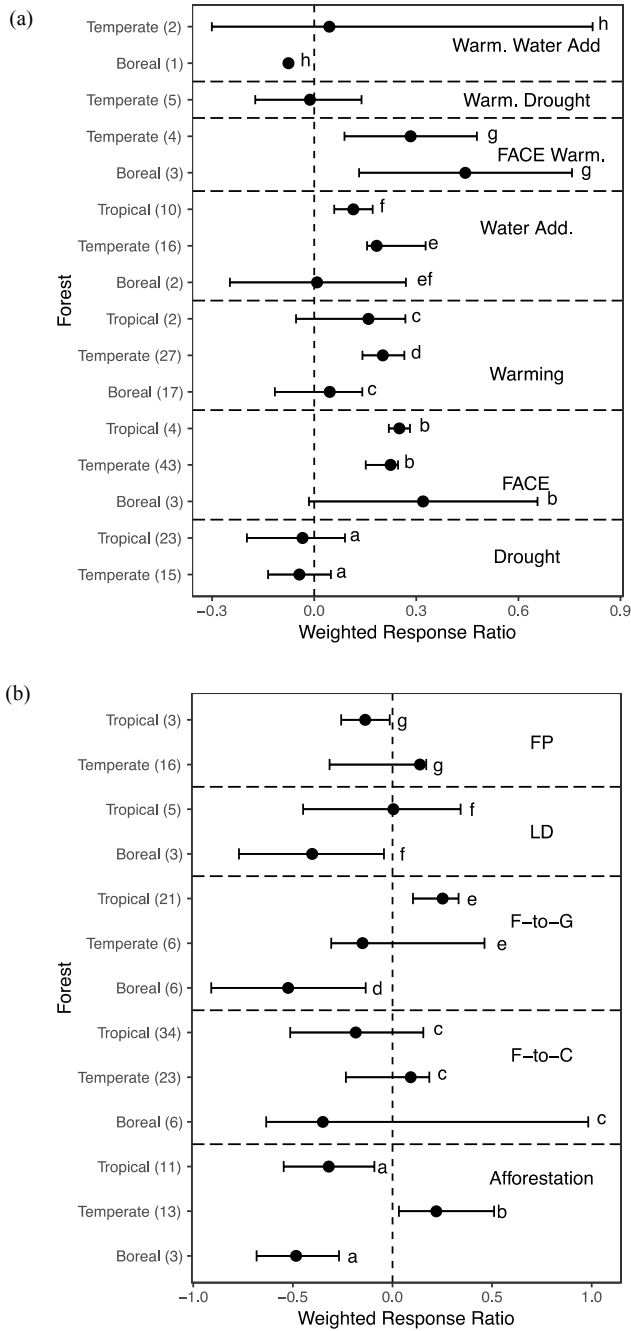 (a)
Temperate (2)
h
Warm. Water Add
Boreal (1)
h
Temperate (5)
Warm. Drought
Temperate (4)
g
FACE Warm.
Boreal (3)
g
Tropical (10)
f
Water Add.
Temperate (16)
e
Boreal (2)
ef
Forest
Tropical (2)
c
Temperate (27)
d
Warming
Boreal (17)
c
Tropical (4)
b
Temperate (43)
b
FACE
Boreal (3)
b
Tropical (23)
a
Drought
Temperate (15)
a
−0.3 0.0 0.3 0.6 0.9
Weighted Response Ratio
(b)
Tropical (3)
g
FP
Temperate (16)
g
Tropical (5)
f
LD
Boreal (3)
f
Tropical (21)
e
F−to−G
Temperate (6)
e
Forest
Boreal (6)
d
Tropical (34)
c
F−to−C
Temperate (23)
c
Boreal (6)
c
Tropical (11)
a
Afforestation
Temperate (13)
b
Boreal (3)
a
−1.0 −0.5 0.0 0.5 1.0
Weighted Response Ratio